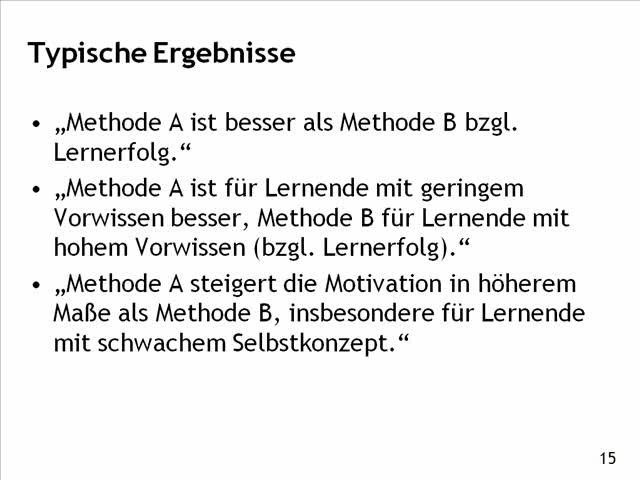 Typische Ergebnisse
• „Methode A ist besser als Methode B bzgl.
Lernerfolg.“
• „Methode A ist für Lernende mit geringem
Vorwissen besser, Methode B für Lernende mit
hohem Vorwissen (bzgl. Lernerfolg).“
• „Methode A steigert die Motivation in höherem
Maße als Methode B, insbesondere für Lernende
mit schwachem Selbstkonzept.“
15